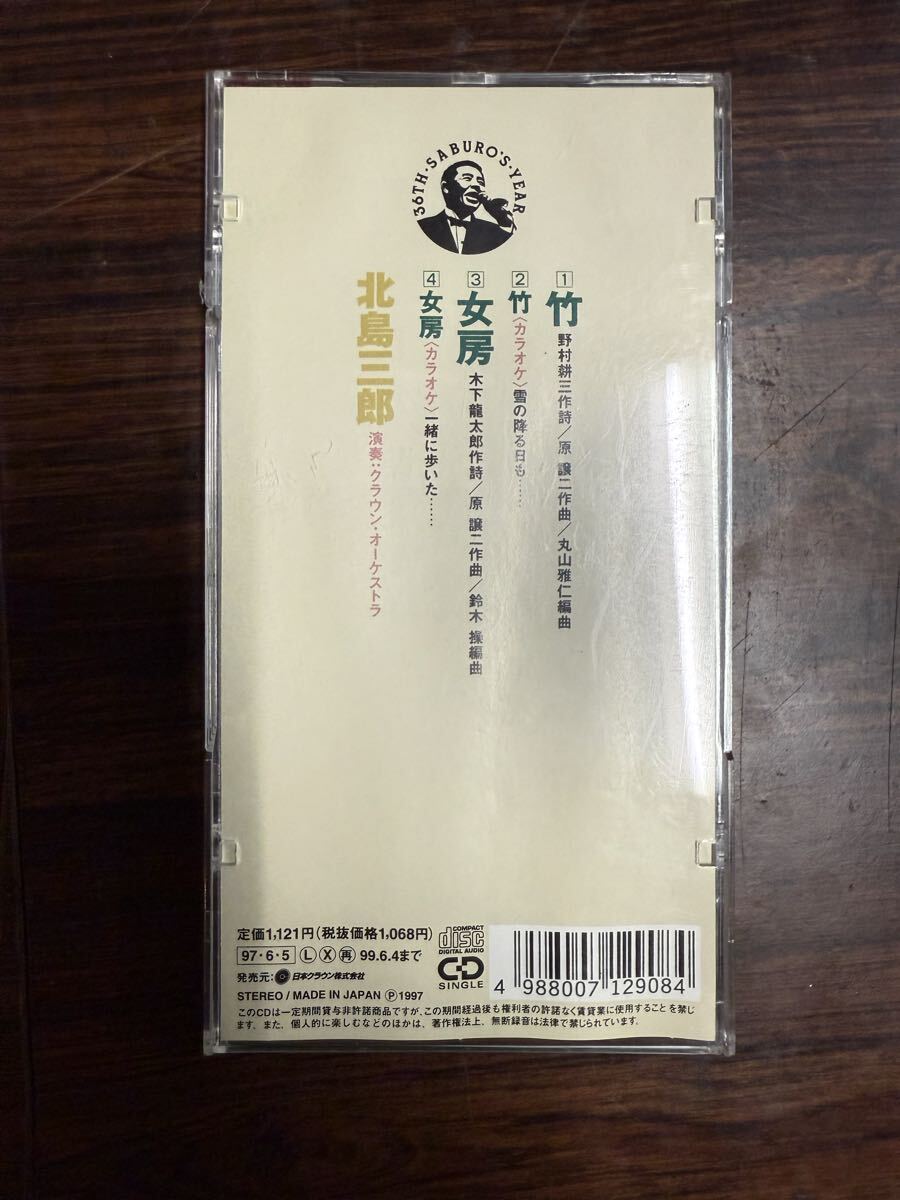 36TH・SABURO'S・YEAR
1 竹 野村耕三作詩/原 譲二作曲/丸山雅仁編曲
2 竹〈カラオケ〉雪の降る日も……
3 女房 木下龍太郎作詩/原 譲二作曲/鈴木 操編曲
4 女房〈カラオケ〉一緒に歩いた……
北島三郎 演奏:クラウン・オーケストラ
定価1,121円(税抜価格1,068円)
97・6・5 L X 再 99.6.4まで
発売元: 日本クラウン株式会社
STEREO / MADE IN JAPAN Ⓟ1997
COMPACT
disc
DIGITAL AUDIO
CD
SINGLE
4 988007 129084
このCDは一定期間貸与非許諾商品ですが、この期間経過後も権利者の許諾なく賃貸業に使用することを禁じ
ます。また、個人的に楽しむなどのほかは、著作権法上、無断録音は法律で禁じられています。